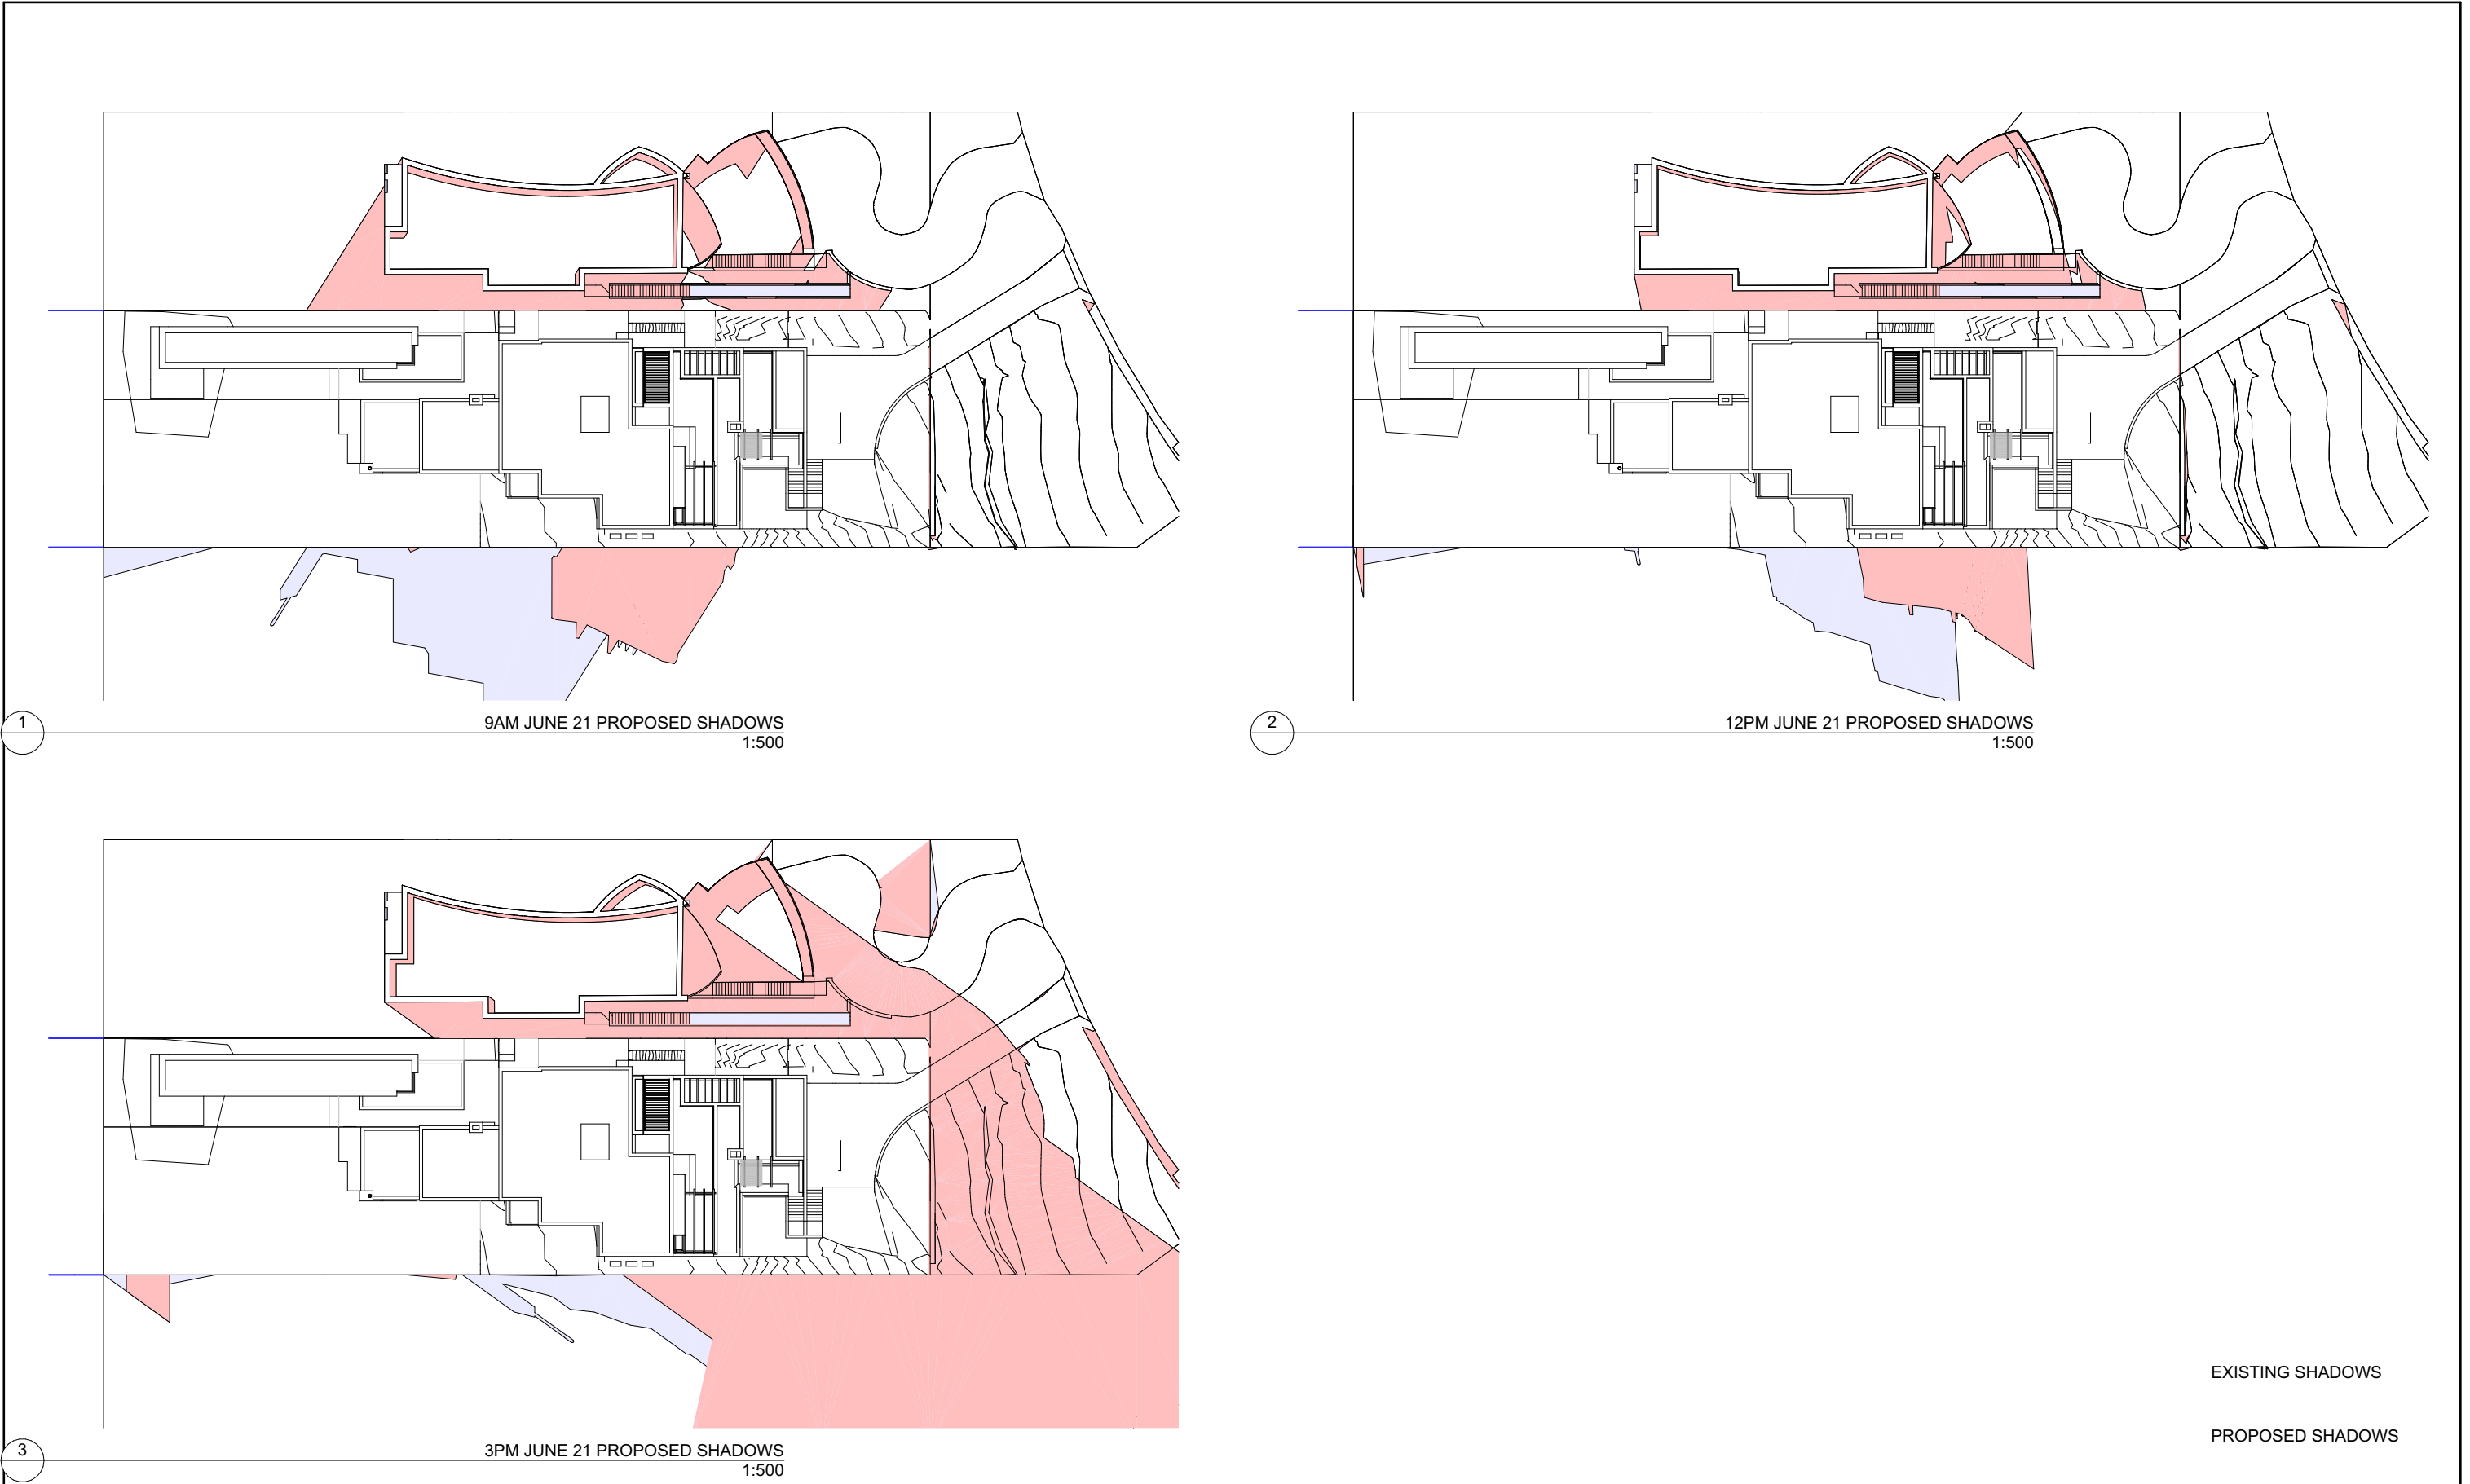 1
9AM JUNE 21 PROPOSED SHADOWS
1:500
2
12PM JUNE 21 PROPOSED SHADOWS
1:500
3
3PM JUNE 21 PROPOSED SHADOWS
1:500
EXISTING SHADOWS
PROPOSED SHADOWS